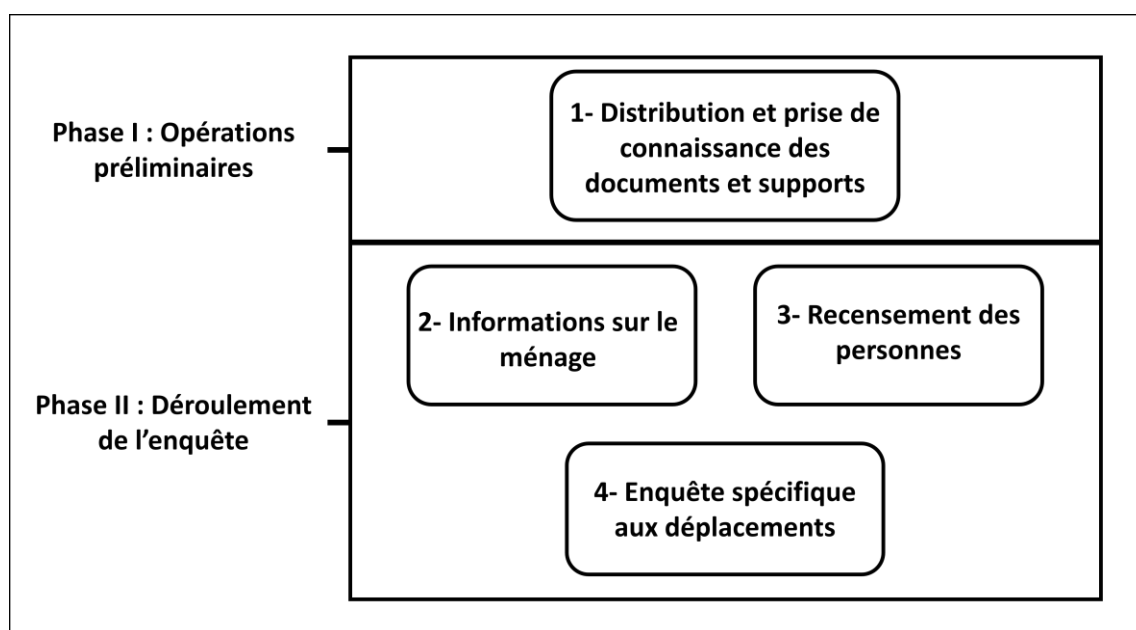 Phase I : Opérations
préliminaires
1- Distribution et prise de
connaissance des
documents et supports
Phase II : Déroulement
de l’enquête
2- Informations sur le
ménage
3- Recensement des
personnes
4- Enquête spécifique
aux déplacements